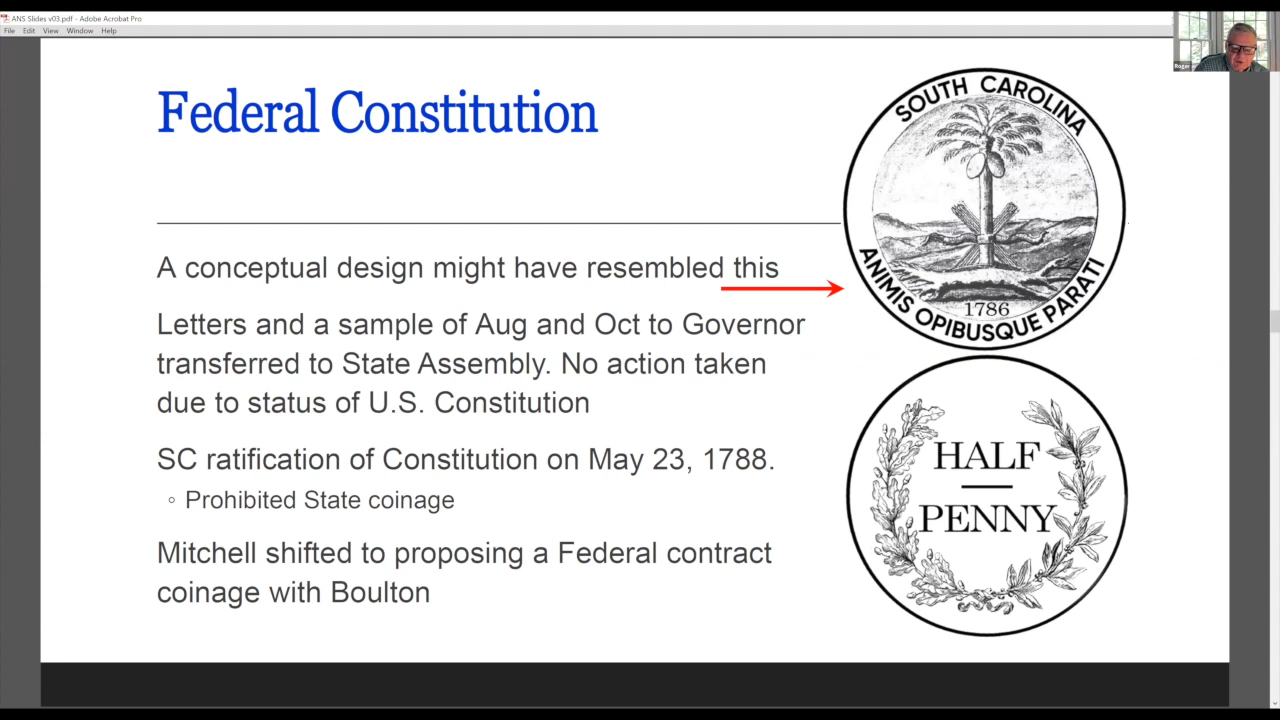 ANS Slides v03.pdf - Adobe Acrobat Pro
File Edit View Window Help
Roger
Federal Constitution
A conceptual design might have resembled this
Letters and a sample of Aug and Oct to Governor
transferred to State Assembly. No action taken
due to status of U.S. Constitution
SC ratification of Constitution on May 23, 1788.
Prohibited State coinage
Mitchell shifted to proposing a Federal contract
coinage with Boulton
SOUTH CAROLINA
1786
ANIMIS OPIBUSQUE PARATI
HALF
PENNY